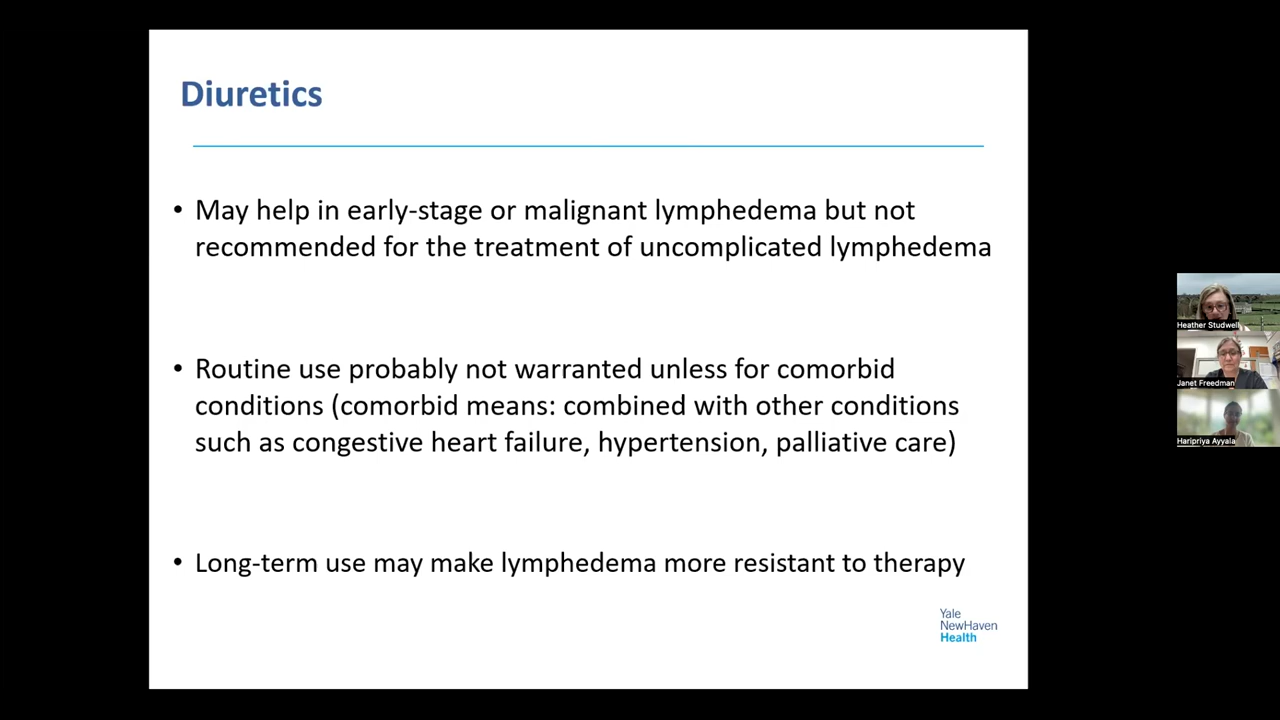 Diuretics
• May help in early-stage or malignant lymphedema but not
recommended for the treatment of uncomplicated lymphedema
• Routine use probably not warranted unless for comorbid
conditions (comorbid means: combined with other conditions
such as congestive heart failure, hypertension, palliative care)
• Long-term use may make lymphedema more resistant to therapy
Yale
NewHaven
Health
Heather Studwell
Janet Freedman
Haripriya Ayyala